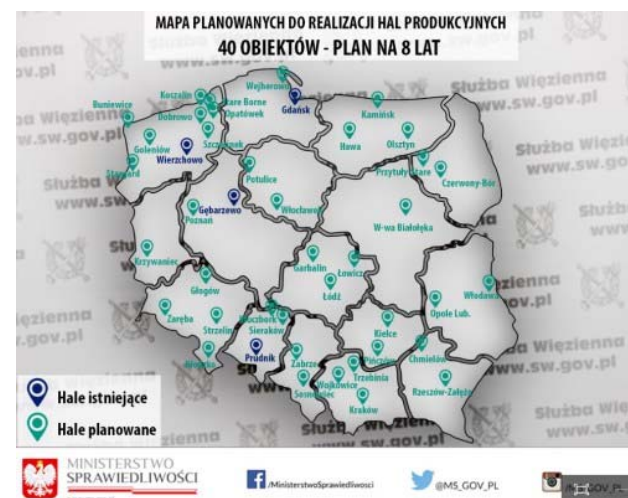 MAPA PLANOWANYCH DO REALIZACJI HAL PRODUKCYJNYCH
40 OBIEKTÓW - PLAN NA 8 LAT
Służba Więzienna
www.sw.gov.pl
Wejherowo
Koszalin
Stare Borne
Gdańsk
Kamińsk
Buniewice
Dobrowo
Opatówek
Goleniów
Szczecinek
Iława
Olsztyn
Wierzchowo
Stargard
Potulice
Przytuły Stare
Czerwony-Bór
Gębarzewo
Włocławek
Poznań
W-wa Białołęka
Krzywaniec
Garbalin
Łowicz
Głogów
Łódź
Włodawa
Zaręba
Strzelin
Kluczbork
Sieraków
Kielce
Opole Lub.
Prudnik
Zabrze
Pińczów
Chmielów
Wojkowice
Trzebinia
Sosnowiec
Kraków
Rzeszów-Załęże
Hale istniejące
Hale planowane
MINISTERSTWO
SPRAWIEDLIWOŚCI
/MinisterstwoSprawiedliwosci
@MS_GOV_PL